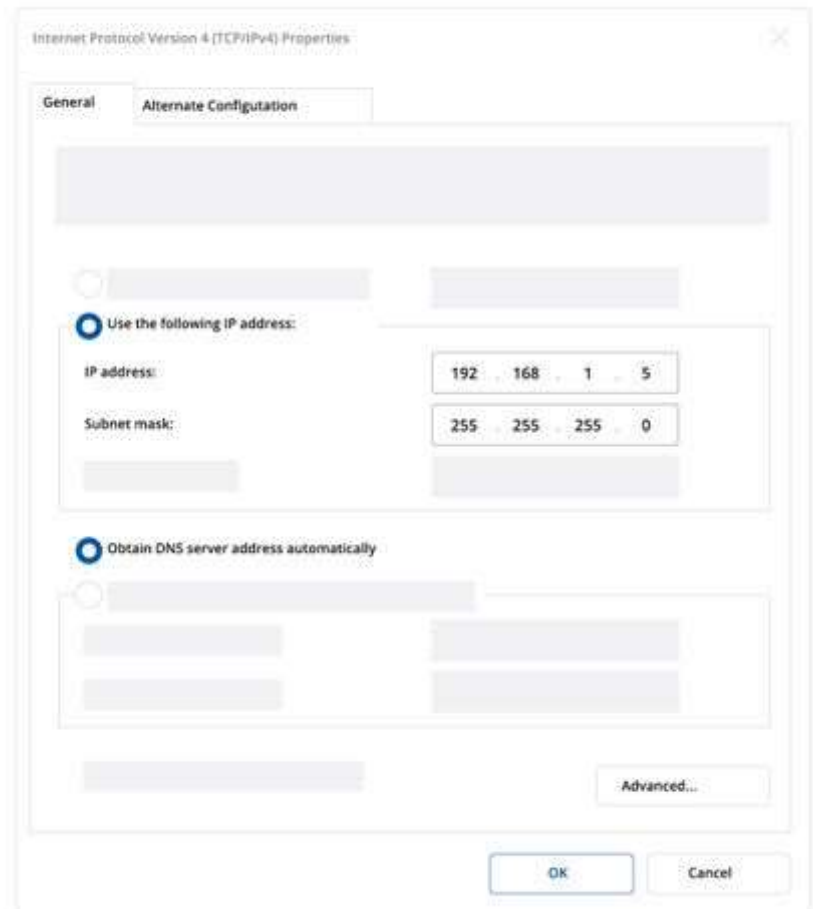 Internet Protocol Version 4 (TCP/IPv4) Properties
General
Alternate Configutation
Use the following IP address:
IP address:
192 . 168 . 1 . 5
Subnet mask:
255 . 255 . 255 . 0
Obtain DNS server address automatically
Advanced...
OK
Cancel